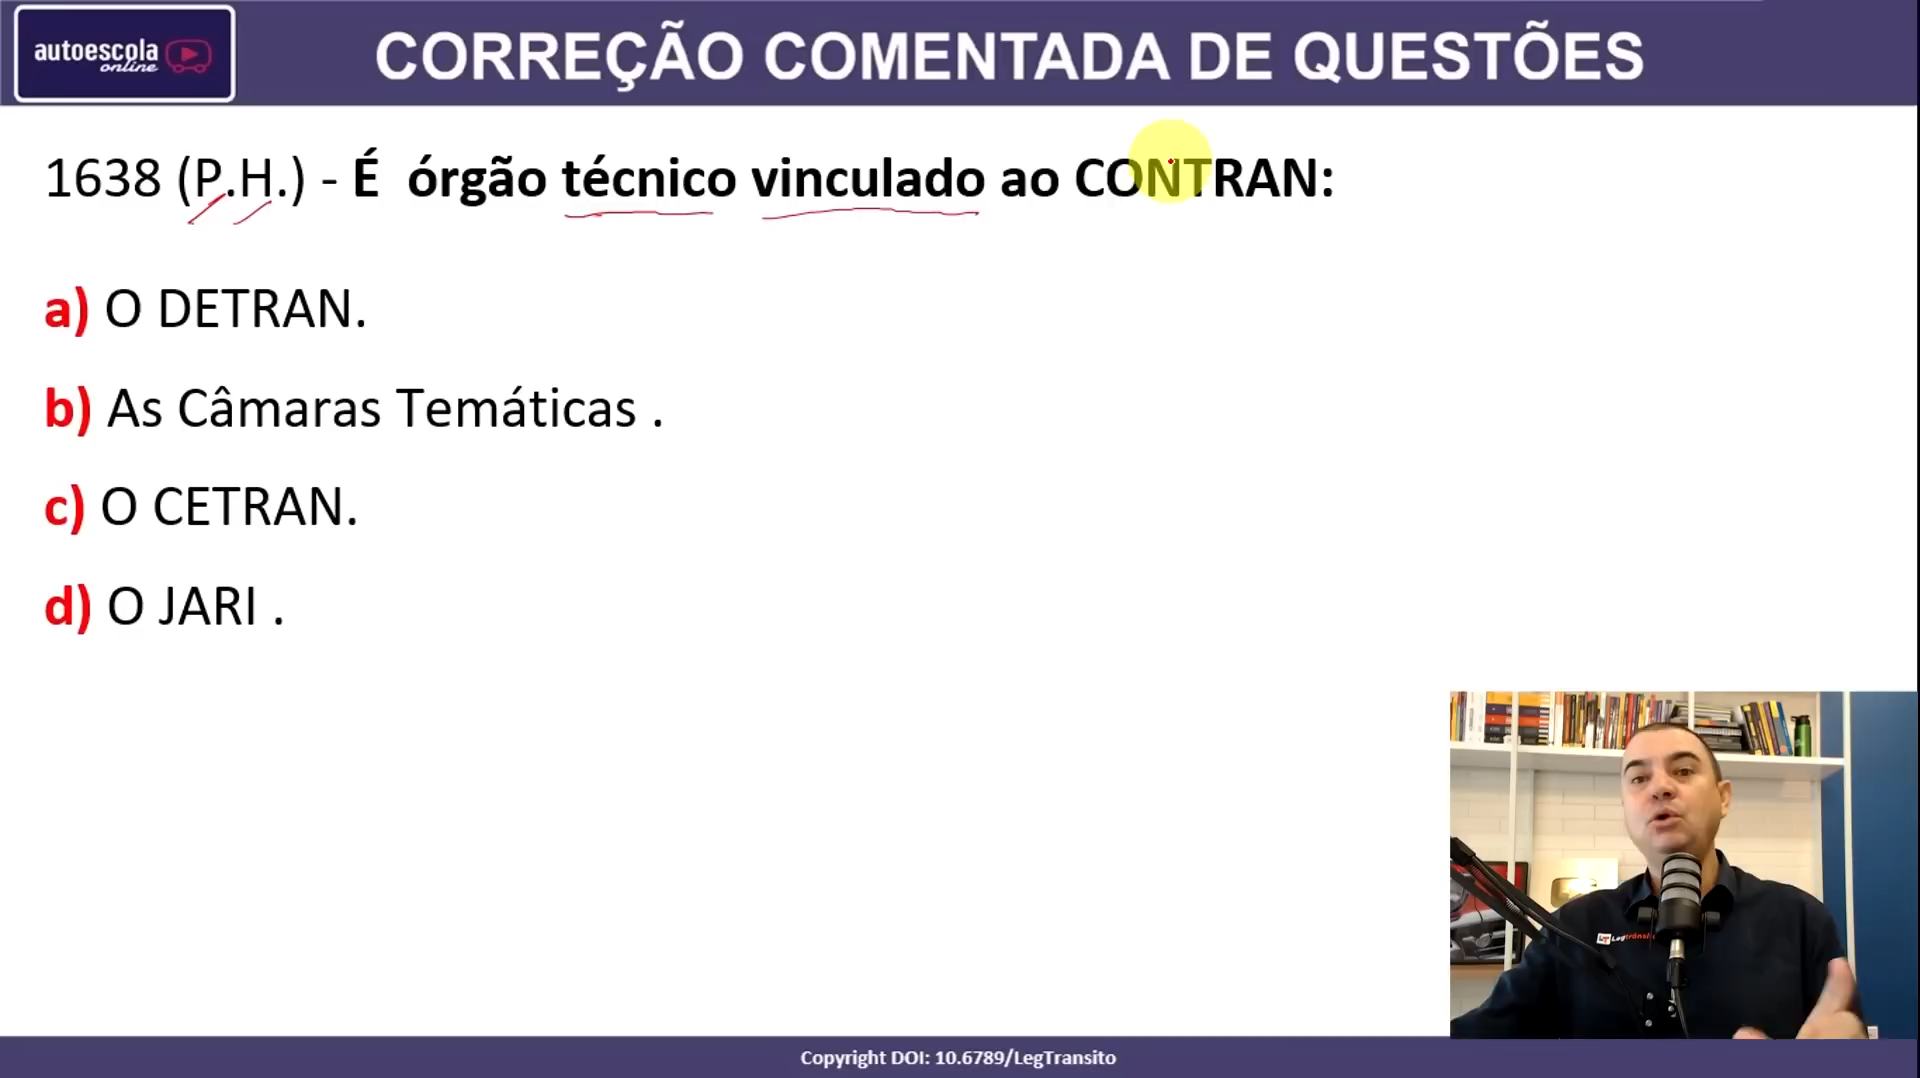 autoescola
online
CORREÇÃO COMENTADA DE QUESTÕES
1638 (P.H.) - É órgão técnico vinculado ao CONTRAN:
a) O DETRAN.
b) As Câmaras Temáticas .
c) O CETRAN.
d) O JARI .
Legtrânsito
Copyright DOI: 10.6789/LegTransito